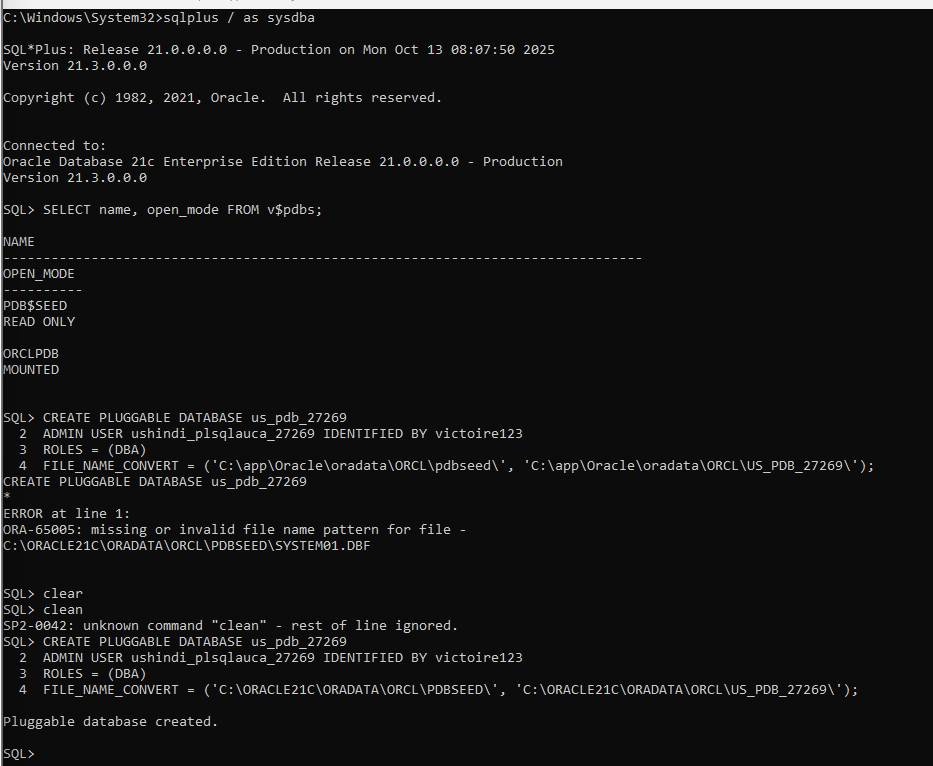 C:\Windows\System32>sqlplus / as sysdba
SQL*Plus: Release 21.0.0.0.0 - Production on Mon Oct 13 08:07:50 2025
Version 21.3.0.0.0
Copyright (c) 1982, 2021, Oracle.  All rights reserved.
Connected to:
Oracle Database 21c Enterprise Edition Release 21.0.0.0.0 - Production
Version 21.3.0.0.0
SQL> SELECT name, open_mode FROM v$pdbs;
NAME
--------------------------------------------------------------------------------
OPEN_MODE
----------
PDB$SEED
READ ONLY
ORCLPDB
MOUNTED
SQL> CREATE PLUGGABLE DATABASE us_pdb_27269
  2  ADMIN USER ushindi_plsqlauca_27269 IDENTIFIED BY victoire123
  3  ROLES = (DBA)
  4  FILE_NAME_CONVERT = ('C:\app\Oracle\oradata\ORCL\pdbseed\', 'C:\app\Oracle\oradata\ORCL\US_PDB_27269\');
CREATE PLUGGABLE DATABASE us_pdb_27269
*
ERROR at line 1:
ORA-65005: missing or invalid file name pattern for file -
C:\ORACLE21C\ORADATA\ORCL\PDBSEED\SYSTEM01.DBF
SQL> clear
SQL> clean
SP2-0042: unknown command "clean" - rest of line ignored.
SQL> CREATE PLUGGABLE DATABASE us_pdb_27269
  2  ADMIN USER ushindi_plsqlauca_27269 IDENTIFIED BY victoire123
  3  ROLES = (DBA)
  4  FILE_NAME_CONVERT = ('C:\ORACLE21C\ORADATA\ORCL\PDBSEED\', 'C:\ORACLE21C\ORADATA\ORCL\US_PDB_27269\');
Pluggable database created.
SQL>